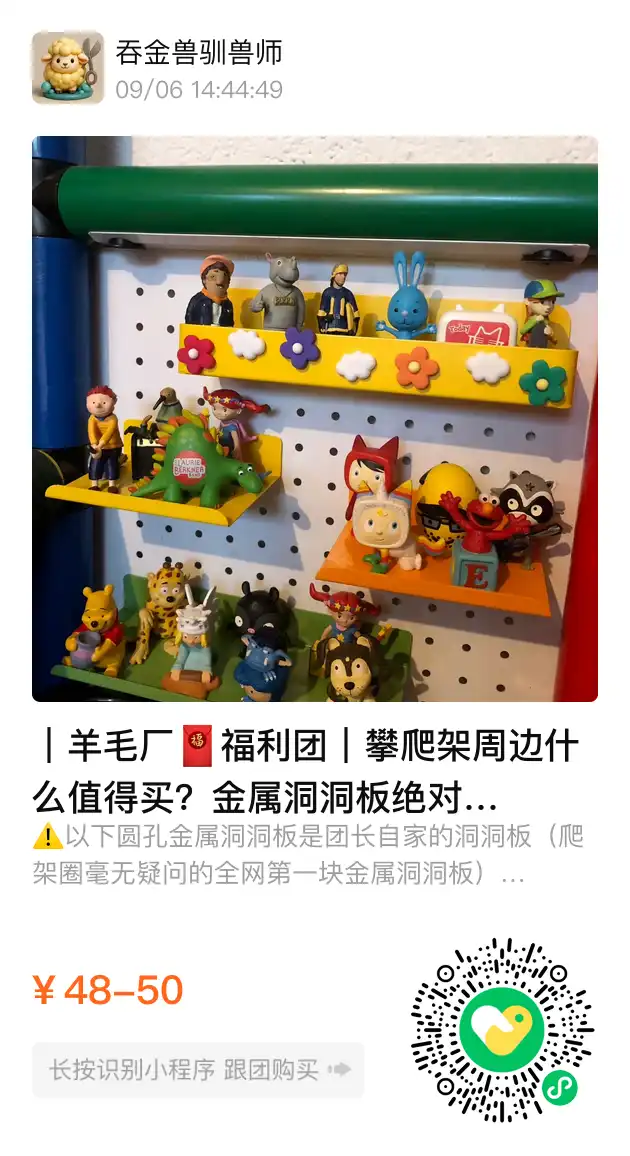 吞金兽驯兽师
09/06 14:44:49
Today
LAURIE
BERKNER
BAND
E
｜羊毛厂🧧福利团｜攀爬架周边什
么值得买？金属洞洞板绝对...
⚠️以下圆孔金属洞洞板是团长自家的洞洞板（爬
架圈毫无疑问的全网第一块金属洞洞板）...
¥48-50
长按识别小程序 跟团购买